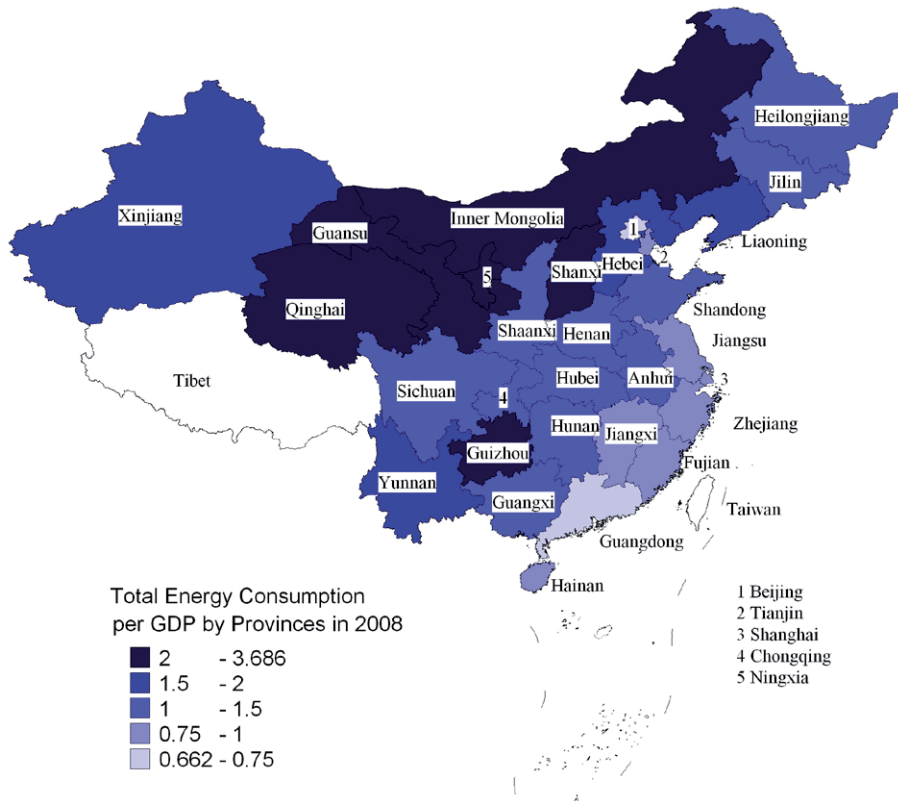 Heilongjiang
Jilin
Xinjiang
Inner Mongolia
Guansu
1
Liaoning
2
Hebei
Shanxi
5
Qinghai
Shandong
Shaanxi
Henan
Jiangsu
Tibet
Sichuan
Hubei
Anhui
3
4
Hunan
Jiangxi
Zhejiang
Guizhou
Fujian
Yunnan
Guangxi
Taiwan
Guangdong
Hainan
Total Energy Consumption
per GDP by Provinces in 2008
2 - 3.686
1.5 - 2
1 - 1.5
0.75 - 1
0.662 - 0.75
1 Beijing
2 Tianjin
3 Shanghai
4 Chongqing
5 Ningxia